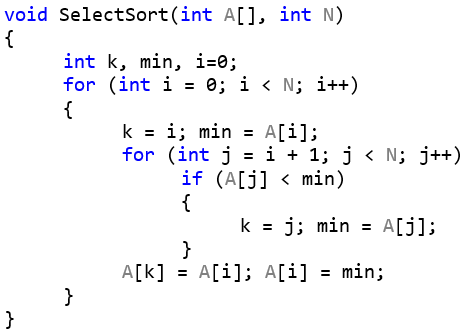 void SelectSort(int A[], int N)
{
int k, min, i=0;
for (int i = 0; i < N; i++)
{
k = i; min = A[i];
for (int j = i + 1; j < N; j++)
if (A[j] < min)
{
k = j; min = A[j];
}
A[k] = A[i]; A[i] = min;
}
}